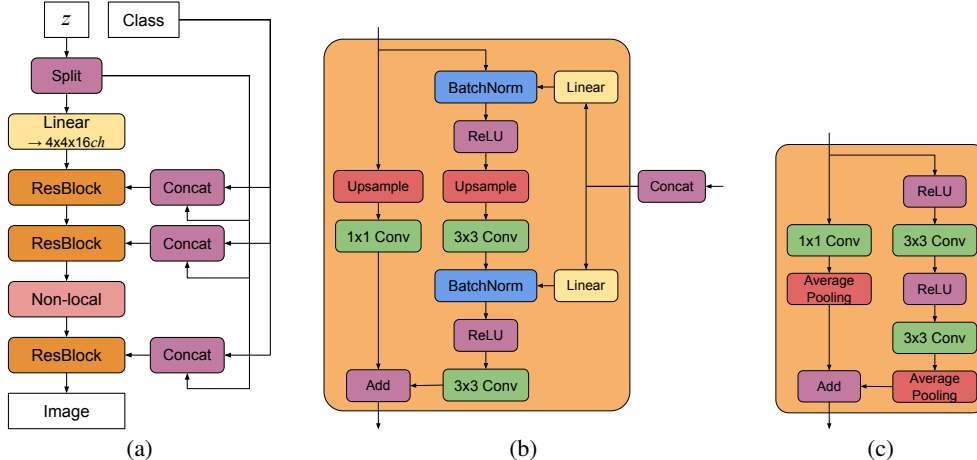 z
Class
Split
Linear
→ 4x4x16ch
ResBlock
Concat
ResBlock
Concat
Non-local
ResBlock
Concat
Image
(a)
BatchNorm
Linear
ReLU
Upsample
Upsample
Concat
1x1 Conv
3x3 Conv
BatchNorm
Linear
ReLU
Add
3x3 Conv
(b)
ReLU
1x1 Conv
3x3 Conv
Average
Pooling
ReLU
3x3 Conv
Add
Average
Pooling
(c)